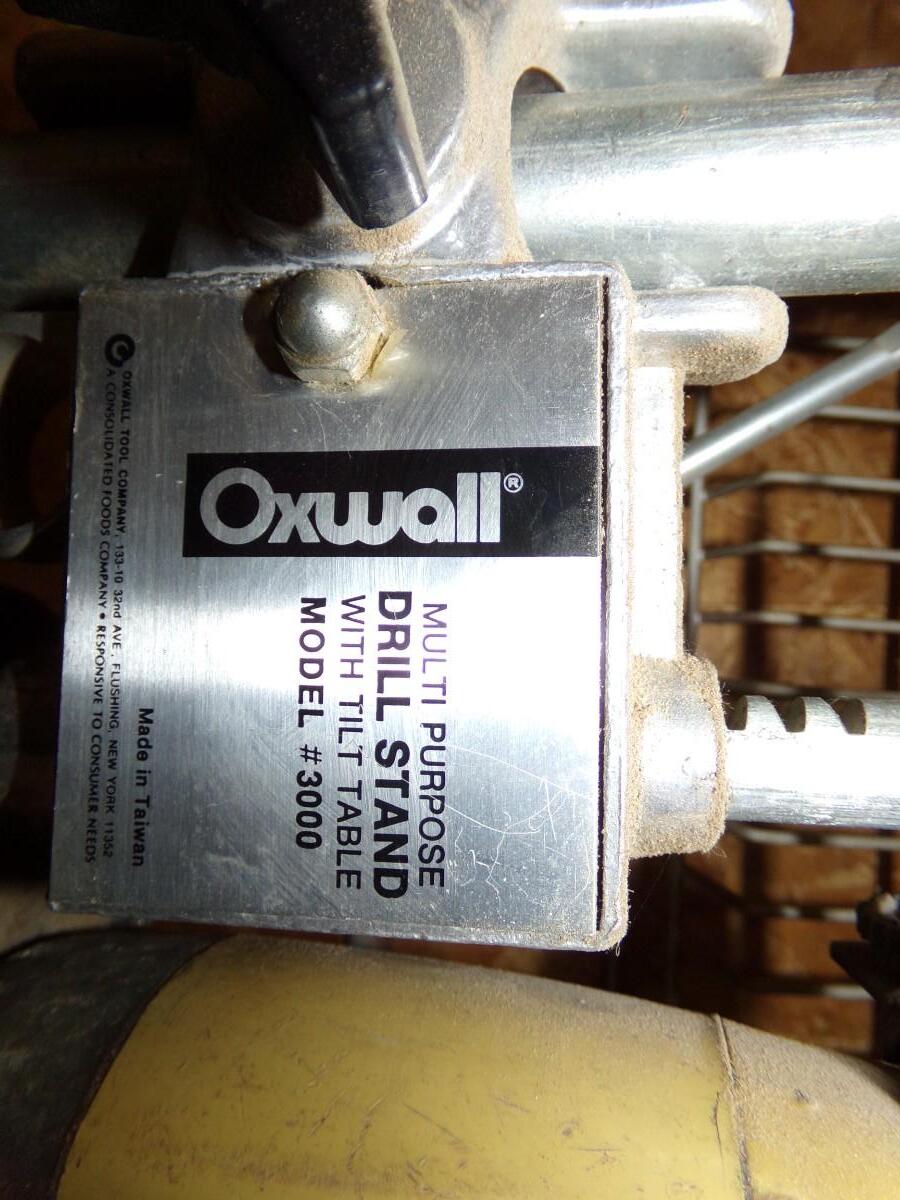 Oxwall®
MULTI PURPOSE
DRILL STAND
WITH TILT TABLE
MODEL #3000
Made in Taiwan
OXWALL TOOL COMPANY, 133-10 32nd AVE, FLUSHING, NEW YORK 11352
A CONSOLIDATED FOODS COMPANY • RESPONSIVE TO CONSUMER NEEDS